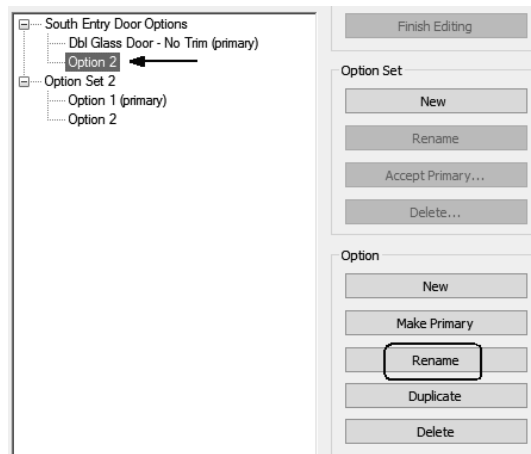 South Entry Door Options
Dbl Glass Door - No Trim (primary)
Option 2
Option Set 2
Option 1 (primary)
Option 2
Finish Editing
Option Set
New
Rename
Accept Primary...
Delete...
Option
New
Make Primary
Rename
Duplicate
Delete